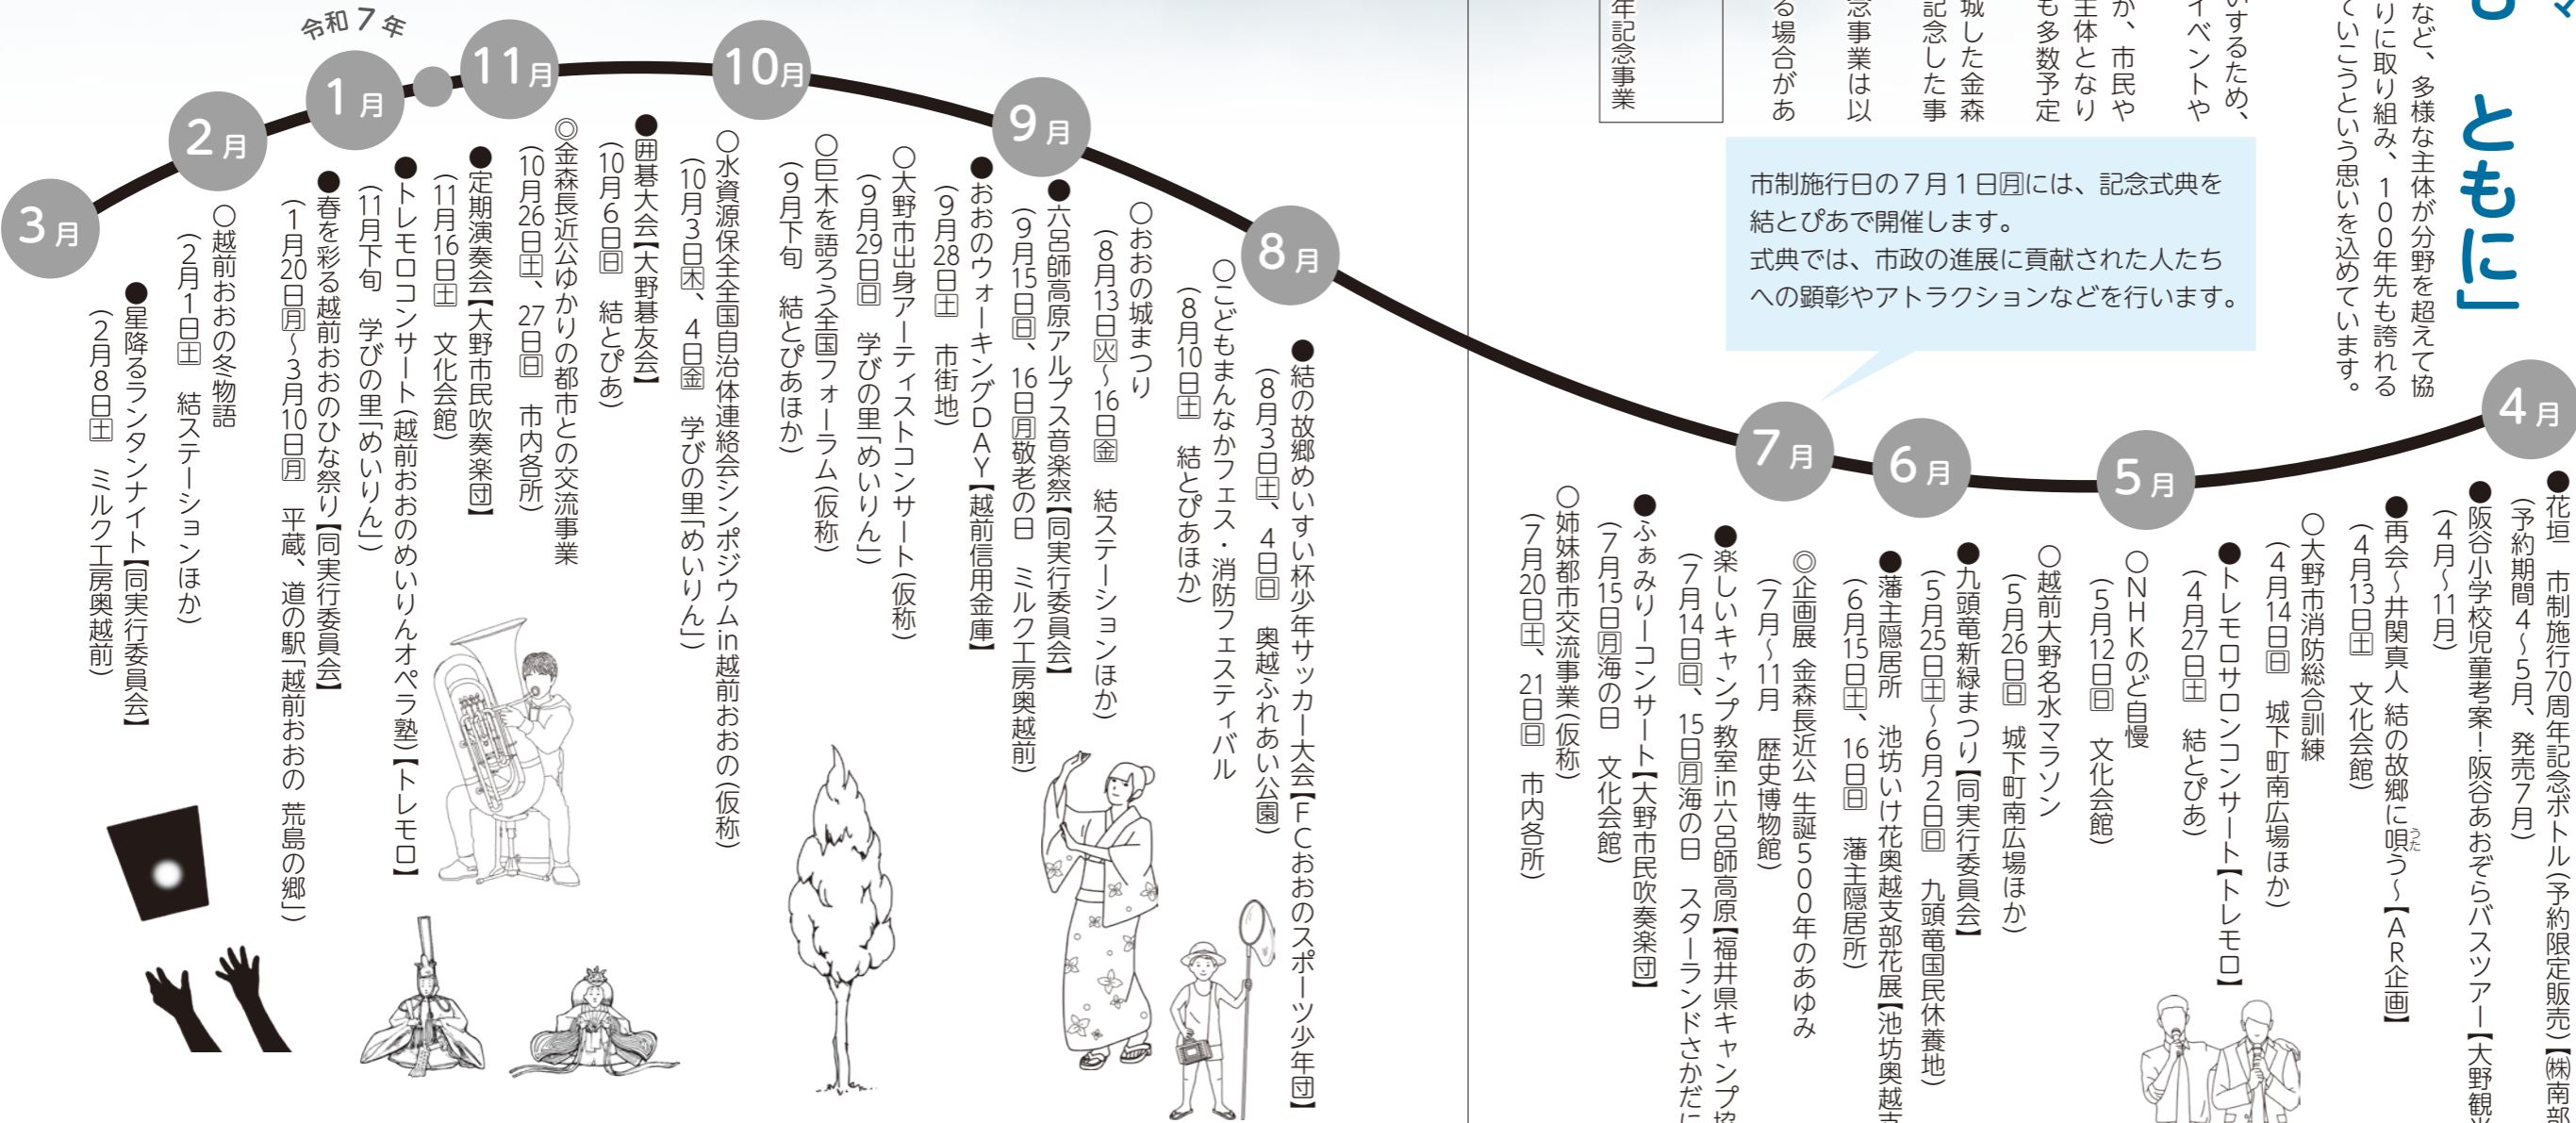 ともに」
など、多様な主体が分野を超えて協
りに取り組み、100年先も誇れる
ていこうという思いを込めています。
いするため、
イベントや
が、市民や
主体となり
も多数予定
城した金森
記念した事
念事業は以
る場合があ
年記念事業
市制施行日の7月1日㈪には、記念式典を
結とぴあで開催します。
式典では、市政の進展に貢献された人たち
への顕彰やアトラクションなどを行います。
4月
●花垣 市制施行70周年記念ボトル(予約限定販売)【㈱南部
(予約期間4～5月、発売7月)
●阪谷小学校児童考案!阪谷あおぞらバスツアー【大野観光
(4月～11月)
●再会～井関真人 結の故郷に唄う～【AR企画】
うた
(4月13日土 文化会館)
○大野市消防総合訓練
(4月14日日 城下町南広場ほか)
●トレモロサロンコンサート【トレモロ】
(4月27日土 結とぴあ)
5月
○NHKのど自慢
(5月12日日 文化会館)
○越前大野名水マラソン
(5月26日日 城下町南広場ほか)
●九頭竜新緑まつり【同実行委員会】
(5月25日土～6月2日日 九頭竜国民休養地)
6月
●藩主隠居所 池坊いけ花奥越支部花展【池坊奥越支
(6月15日土、16日日 藩主隠居所)
7月
◎企画展 金森長近公 生誕500年のあゆみ
(7月～11月 歴史博物館)
●楽しいキャンプ教室in六呂師高原【福井県キャンプ協
(7月14日日、15日月海の日 スターランドさかだに
●ふぁみりーコンサート【大野市民吹奏楽団】
(7月15日月海の日 文化会館)
○姉妹都市交流事業(仮称)
(7月20日土、21日日 市内各所)
8月
●結の故郷めいすい杯少年サッカー大会【FCおおのスポーツ少年団】
(8月3日土、4日日 奥越ふれあい公園)
○こどもまんなかフェス・消防フェスティバル
(8月10日土 結とぴあほか)
○おおの城まつり
(8月13日火～16日金 結ステーションほか)
9月
●六呂師高原アルプス音楽祭【同実行委員会】
(9月15日日、16日月敬老の日 ミルク工房奥越前)
●おおのウォーキングDAY【越前信用金庫】
(9月28日土 市街地)
○大野市出身アーティストコンサート(仮称)
(9月29日日 学びの里「めいりん」)
○巨木を語ろう全国フォーラム(仮称)
(9月下旬 結とぴあほか)
10月
○水資源保全全国自治体連絡会シンポジウムin越前おおの(仮称)
(10月3日木、4日金 学びの里「めいりん」)
●囲碁大会【大野碁友会】
(10月6日日 結とぴあ)
◎金森長近公ゆかりの都市との交流事業
(10月26日土、27日日 市内各所)
11月
●定期演奏会【大野市民吹奏楽団】
(11月16日土 文化会館)
●トレモロコンサート(越前おおのめいりんオペラ塾)【トレモロ】
(11月下旬 学びの里「めいりん」)
令和7年
1月
●春を彩る越前おおのひな祭り【同実行委員会】
(1月20日月～3月10日月 平蔵、道の駅「越前おおの 荒島の郷」)
2月
○越前おおの冬物語
(2月1日土 結ステーションほか)
●星降るランタンナイト【同実行委員会】
(2月8日土 ミルク工房奥越前)
3月